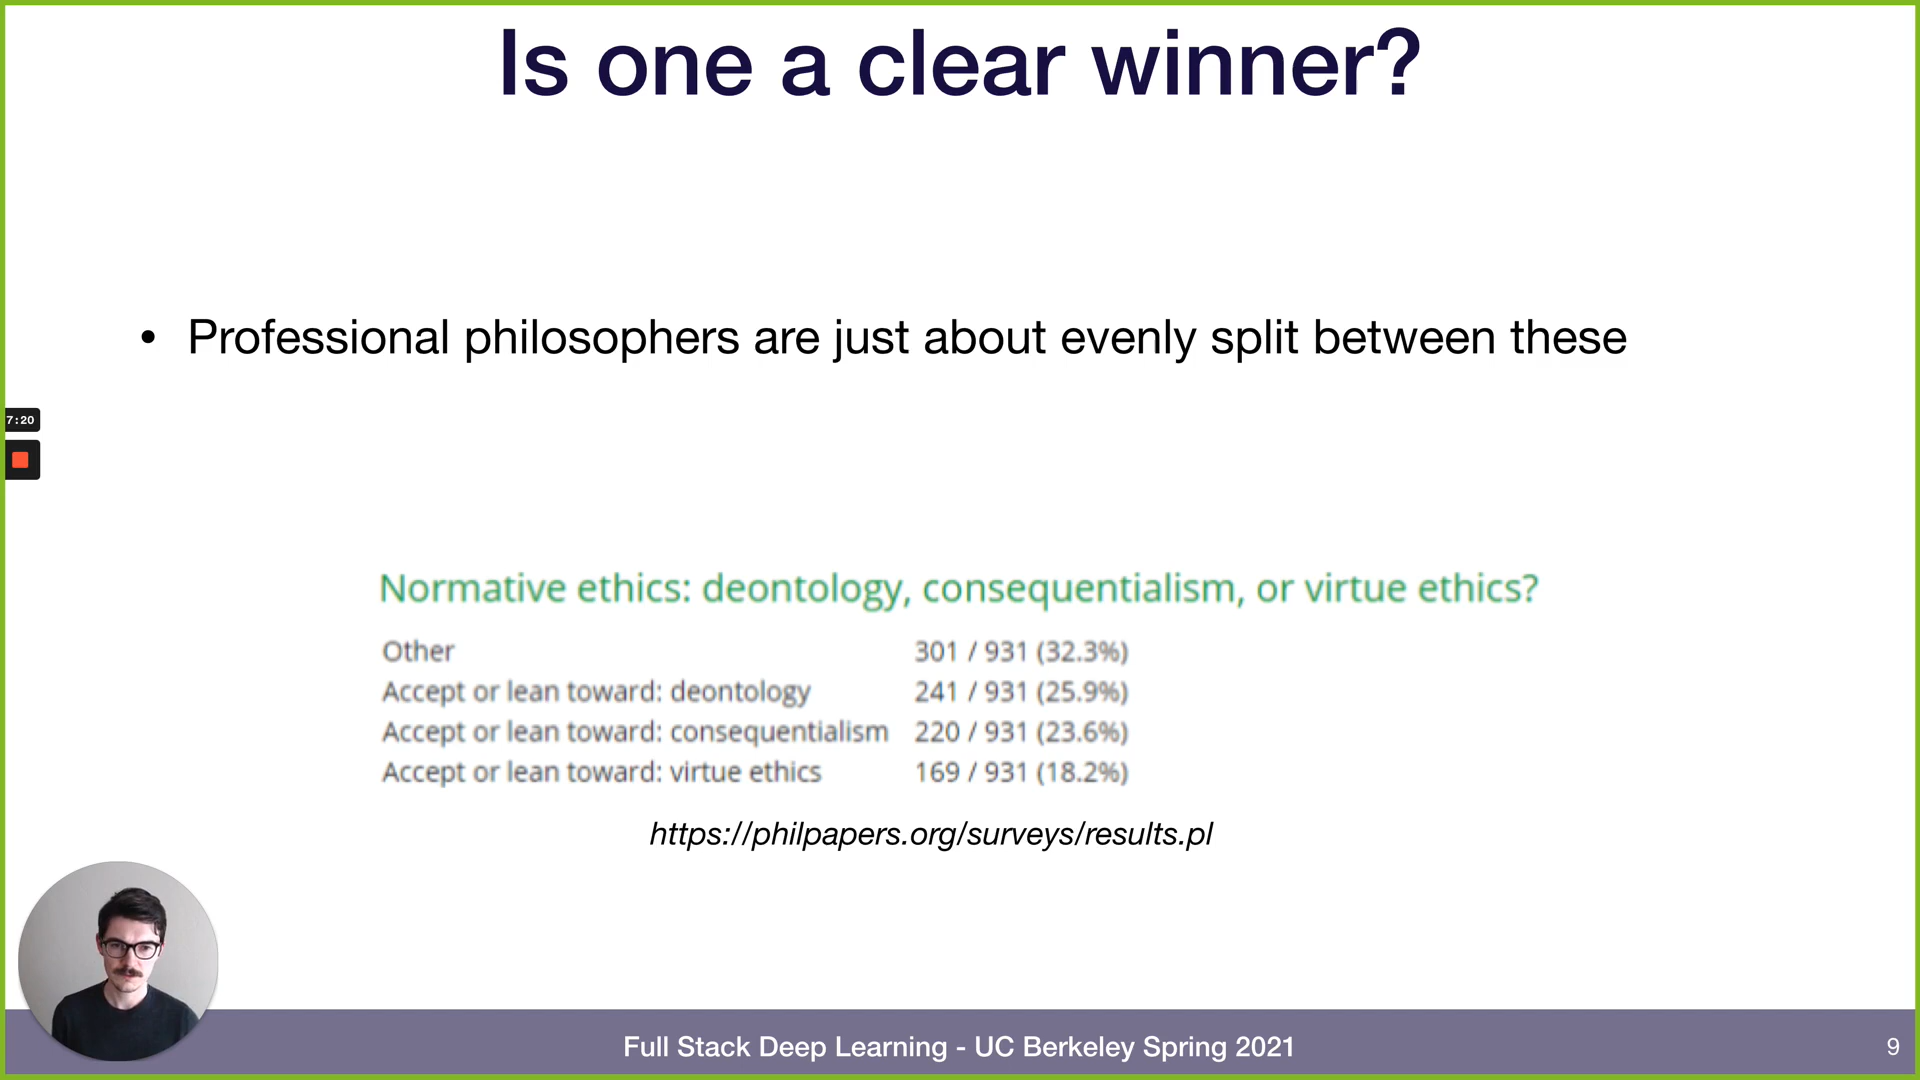 Is one a clear winner?
• Professional philosophers are just about evenly split between these
7:20
Normative ethics: deontology, consequentialism, or virtue ethics?
Other 301 / 931 (32.3%)
Accept or lean toward: deontology 241 / 931 (25.9%)
Accept or lean toward: consequentialism 220 / 931 (23.6%)
Accept or lean toward: virtue ethics 169 / 931 (18.2%)
https://philpapers.org/surveys/results.pl
Full Stack Deep Learning - UC Berkeley Spring 2021
9